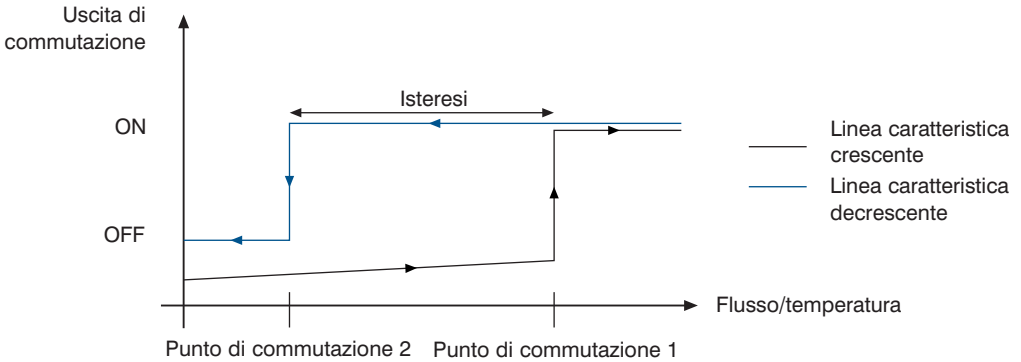 Uscita di
commutazione
Isteresi
ON
Linea caratteristica
crescente
Linea caratteristica
decrescente
OFF
Flusso/temperatura
Punto di commutazione 2
Punto di commutazione 1